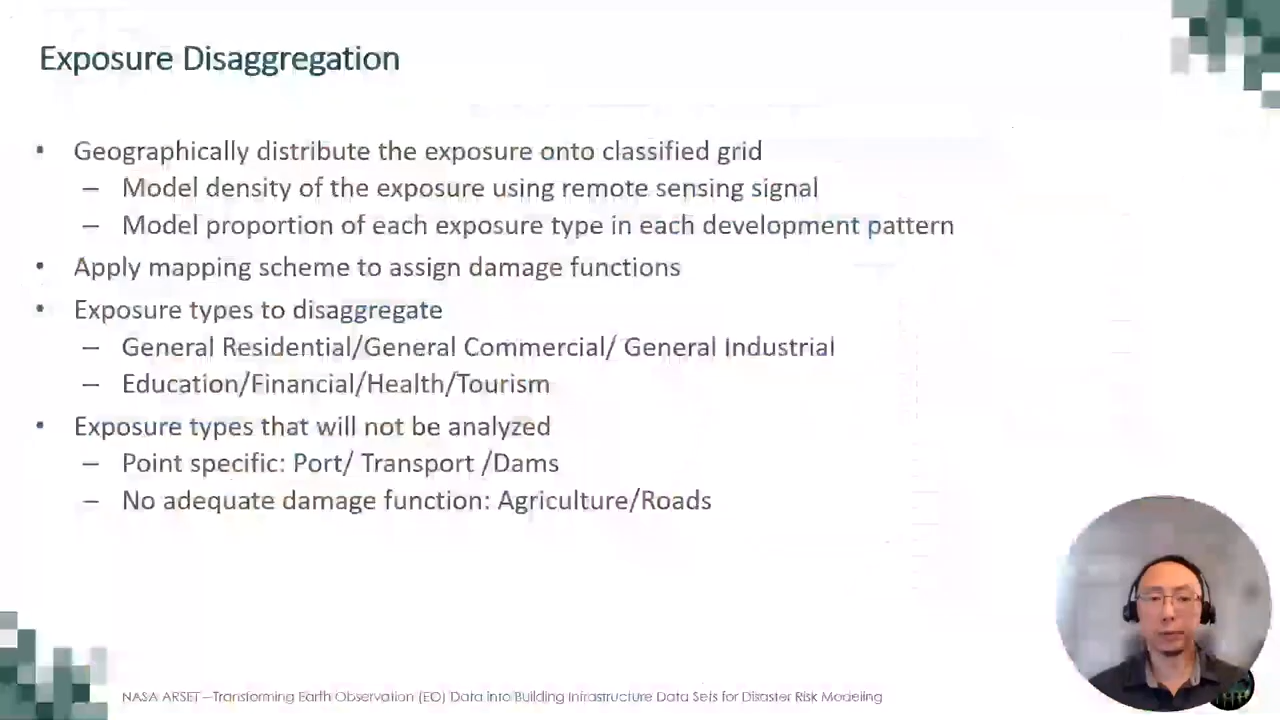 Exposure Disaggregation
• Geographically distribute the exposure onto classified grid
– Model density of the exposure using remote sensing signal
– Model proportion of each exposure type in each development pattern
• Apply mapping scheme to assign damage functions
• Exposure types to disaggregate
– General Residential/General Commercial/ General Industrial
– Education/Financial/Health/Tourism
• Exposure types that will not be analyzed
– Point specific: Port/ Transport /Dams
– No adequate damage function: Agriculture/Roads
NASA ARSET – Transforming Earth Observation (EO) Data into Building Infrastructure Data Sets for Disaster Risk Modeling